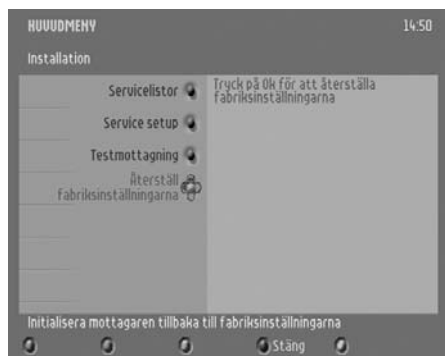 HUVUDMENY
14:50
Installation
Servicelistor
Tryck på Ok för att återställa
fabriksinställningarna
Service setup
Testmottagning
Återställ
fabriksinställningarna
Initialisera mottagaren tillbaka till fabriksinställningarna
Stäng